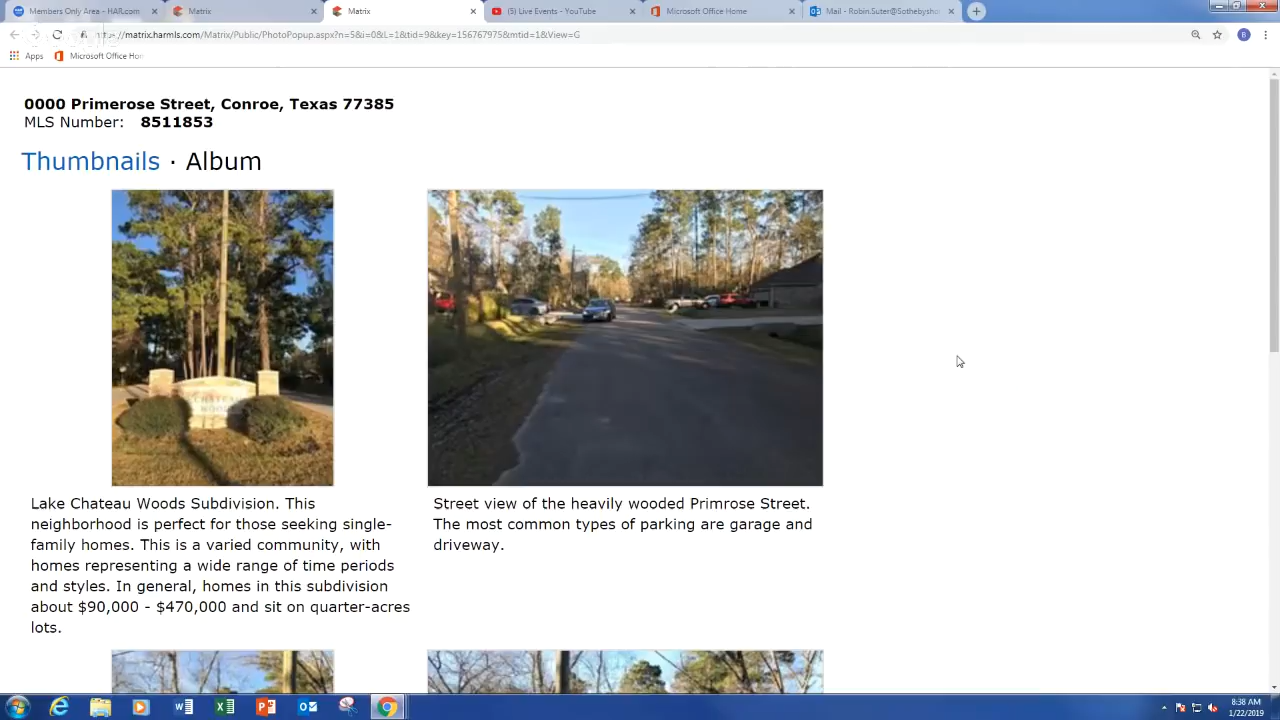 Members Only Area - HAR.com
Matrix
Matrix
(5) Live Events - YouTube
Microsoft Office Home
Mail - Robin.Suter@Sothebysho
matrix.harmls.com/Matrix/Public/PhotoPopup.aspx?n=5&i=0&L=1&tid=9&key=156767975&mtid=1&View=G
B
Apps
Microsoft Office Hom
0000 Primerose Street, Conroe, Texas 77385
MLS Number: 8511853
Thumbnails · Album
CHATEAU
WOODS
Lake Chateau Woods Subdivision. This
neighborhood is perfect for those seeking single-
family homes. This is a varied community, with
homes representing a wide range of time periods
and styles. In general, homes in this subdivision
about $90,000 - $470,000 and sit on quarter-acres
lots.
Street view of the heavily wooded Primrose Street.
The most common types of parking are garage and
driveway.
8:38 AM
1/22/2019